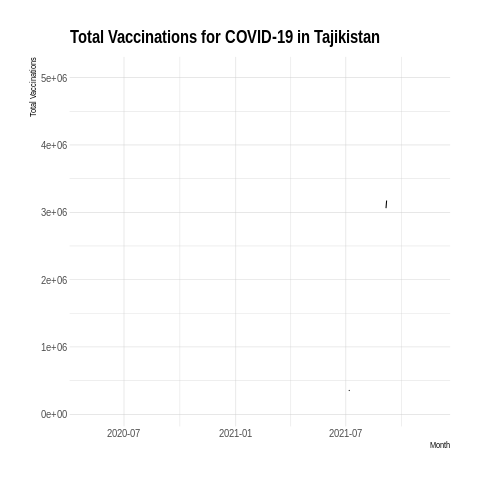 Total Vaccinations for COVID-19 in Tajikistan
Total Vaccinations
5e+06
4e+06
3e+06
2e+06
1e+06
0e+00
2020-07
2021-01
2021-07
Month